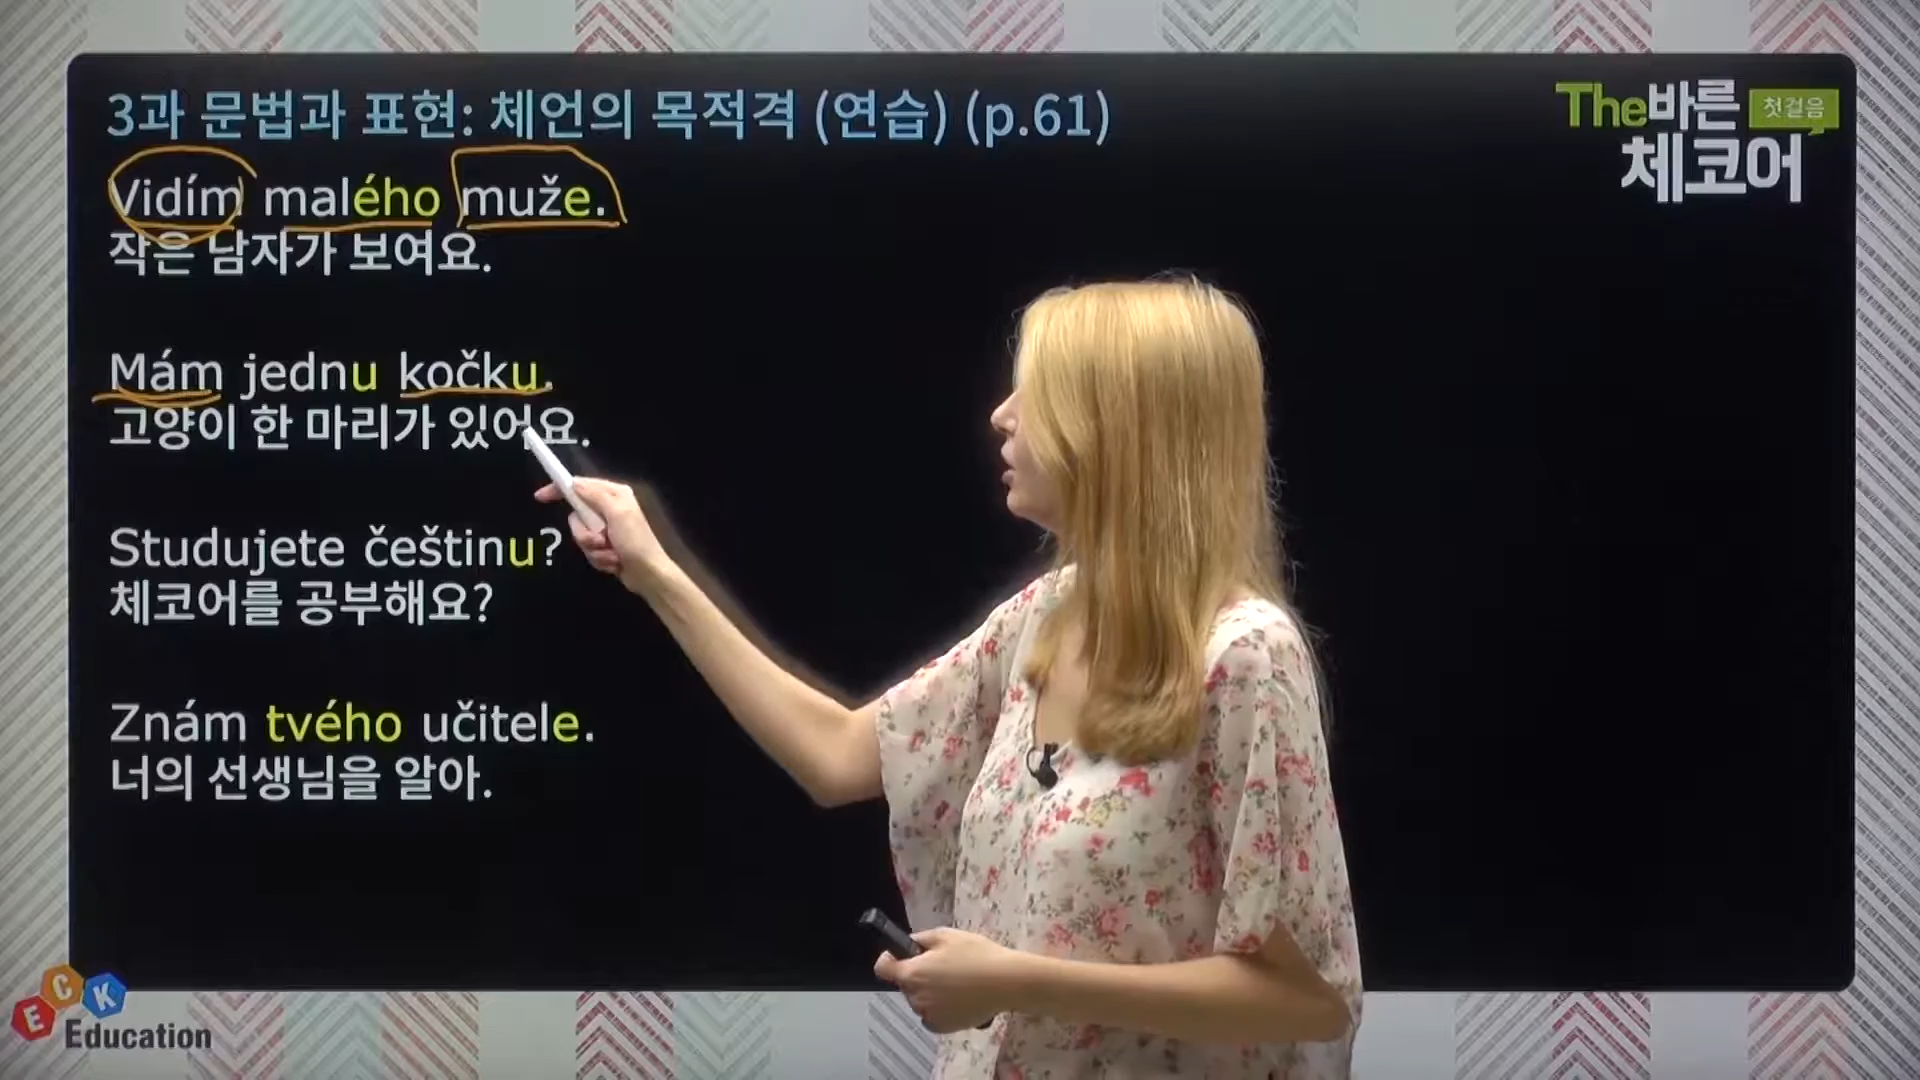 3과 문법과 표현: 체언의 목적격 (연습) (p.61)
The바른 첫걸음
체코어
Vidím malého muže.
작은 남자가 보여요.
Mám jednu kočku.
고양이 한 마리가 있어요.
Studujete češtinu?
체코어를 공부해요?
Znám tvého učitele.
너의 선생님을 알아.
ECK
Education